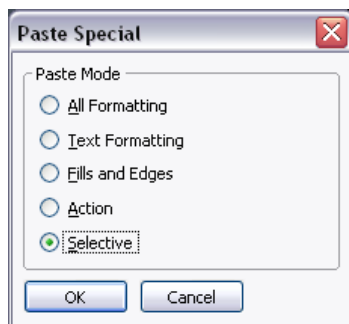 Paste Special
Paste Mode
All Formatting
Text Formatting
Fills and Edges
Action
Selective
OK Cancel